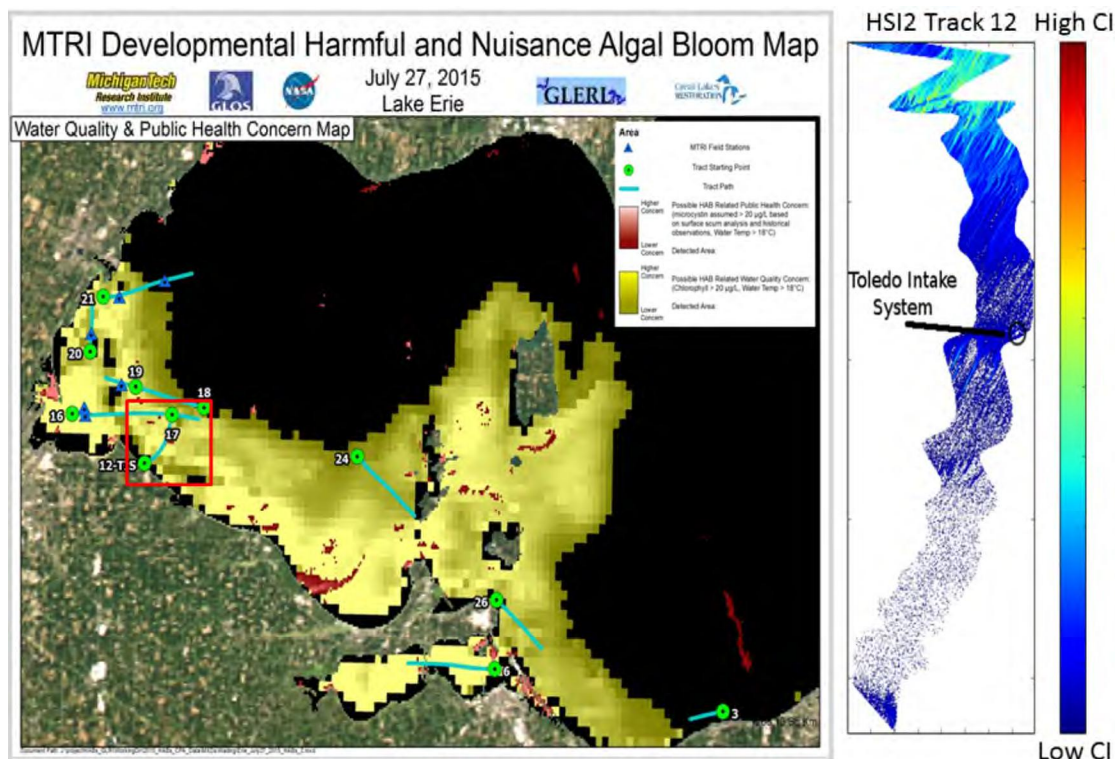 MTRI Developmental Harmful and Nuisance Algal Bloom Map
MichiganTech
Research Institute
www.mtri.org
GLOS
NASA
July 27, 2015
Lake Erie
GLERL
Great Lakes
RESTORATION
Water Quality & Public Health Concern Map
Area
MTRI Field Stations
Tract Starting Point
Tract Path
Higher
Concern
Possible HAB Related Public Health Concern:
(microcystin assumed > 20 µg/L based
on surface scum analysis and historical
observations, Water Temp > 18°C)
Lower
Concern
Detected Area:
Higher
Concern
Possible HAB Related Water Quality Concern:
(Chlorophyll > 20 µg/L, Water Temp > 18°C)
Lower
Concern
Detected Area:
21
20
19
18
16
17
12-TIS
24
26
6
3
HSI2 Track 12
High CI
Toledo Intake
System
Low CI